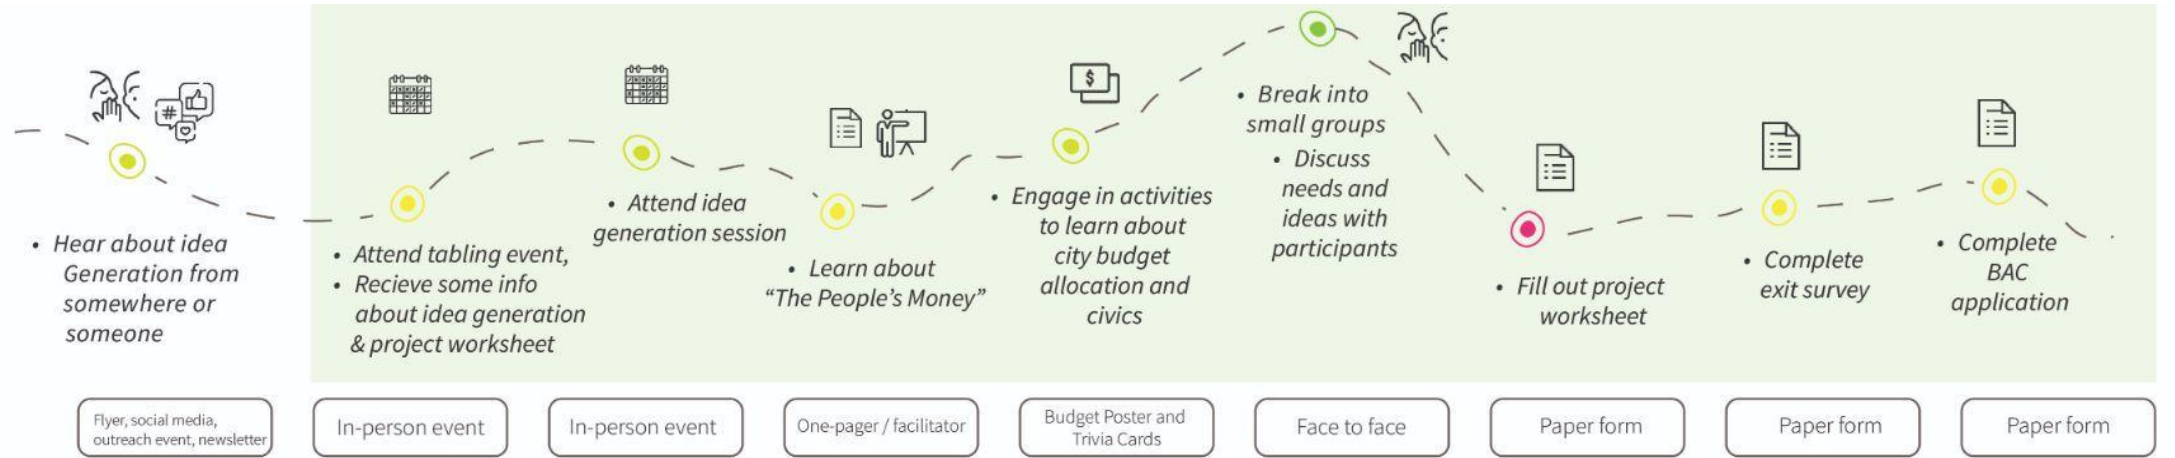 • Hear about idea
Generation from
somewhere or
someone
• Attend tabling event,
• Recieve some info
about idea generation
& project worksheet
• Attend idea
generation session
• Learn about
“The People’s Money”
• Engage in activities
to learn about
city budget
allocation and
civics
• Break into
small groups
• Discuss
needs and
ideas with
participants
• Fill out project
worksheet
• Complete
exit survey
• Complete
BAC
application
Flyer, social media,
outreach event, newsletter
In-person event
In-person event
One-pager / facilitator
Budget Poster and
Trivia Cards
Face to face
Paper form
Paper form
Paper form